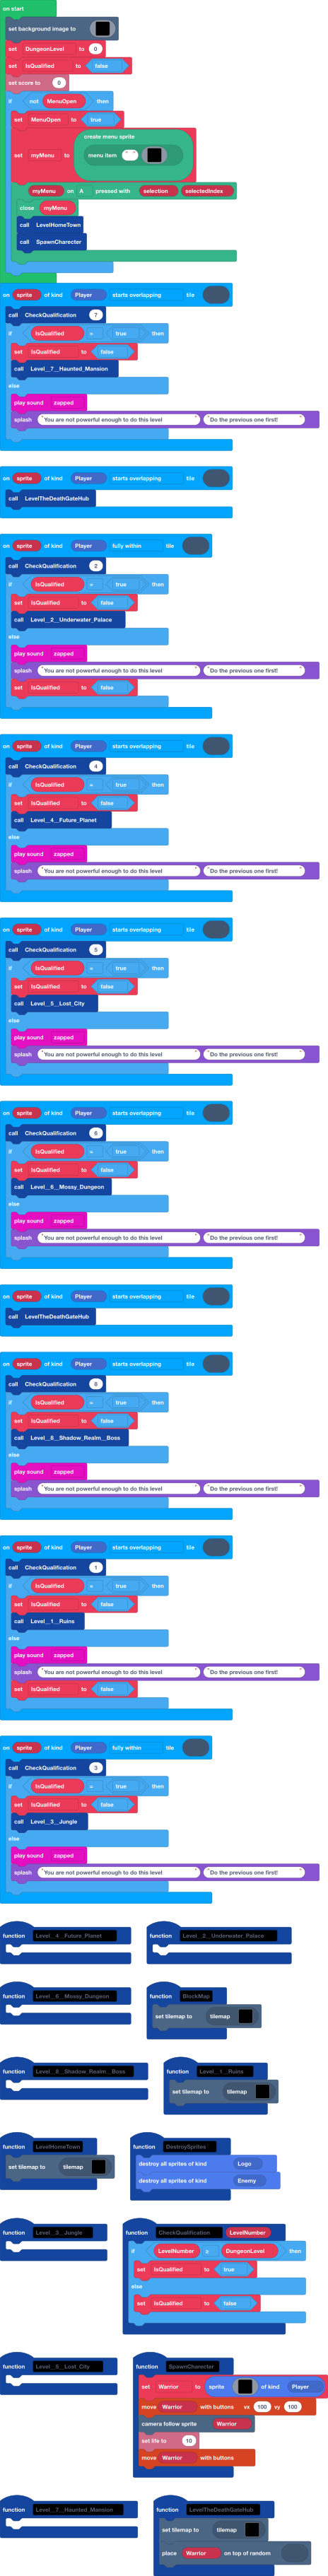 on start
set background image to
set DungeonLevel to 0
set IsQualified to false
set score to 0
if not MenuOpen then
set MenuOpen to true
create menu sprite
set myMenu to menu item " "
myMenu on A pressed with selection selectedIndex
close myMenu
call LevelHomeTown
call SpawnCharecter
on sprite of kind Player starts overlapping tile
call CheckQualification 7
if IsQualified = true then
set IsQualified to false
call Level_7_Haunted_Mansion
else
play sound zapped
splash "You are not powerful enough to do this level" "Do the previous one first!"
on sprite of kind Player starts overlapping tile
call LevelTheDeathGateHub
on sprite of kind Player fully within tile
call CheckQualification 2
if IsQualified = true then
set IsQualified to false
call Level_2_Underwater_Palace
else
play sound zapped
splash "You are not powerful enough to do this level" "Do the previous one first!"
set IsQualified to false
on sprite of kind Player starts overlapping tile
call CheckQualification 4
if IsQualified = true then
set IsQualified to false
call Level_4_Future_Planet
else
play sound zapped
splash "You are not powerful enough to do this level" "Do the previous one first!"
on sprite of kind Player starts overlapping tile
call CheckQualification 5
if IsQualified = true then
set IsQualified to false
call Level_5_Lost_City
else
play sound zapped
splash "You are not powerful enough to do this level" "Do the previous one first!"
on sprite of kind Player starts overlapping tile
call CheckQualification 6
if IsQualified = true then
set IsQualified to false
call Level_6_Mossy_Dungeon
else
play sound zapped
splash "You are not powerful enough to do this level" "Do the previous one first!"
on sprite of kind Player starts overlapping tile
call LevelTheDeathGateHub
on sprite of kind Player starts overlapping tile
call CheckQualification 8
if IsQualified = true then
set IsQualified to false
call Level_8_Shadow_Realm_Boss
else
play sound zapped
splash "You are not powerful enough to do this level" "Do the previous one first!"
on sprite of kind Player starts overlapping tile
call CheckQualification 1
if IsQualified = true then
set IsQualified to false
call Level_1_Ruins
else
play sound zapped
splash "You are not powerful enough to do this level" "Do the previous one first!"
set IsQualified to false
on sprite of kind Player fully within tile
call CheckQualification 3
if IsQualified = true then
set IsQualified to false
call Level_3_Jungle
else
play sound zapped
splash "You are not powerful enough to do this level" "Do the previous one first!"
function Level_4_Future_Planet
function Level_2_Underwater_Palace
function Level_6_Mossy_Dungeon
function BlockMap
set tilemap to tilemap
function Level_8_Shadow_Realm_Boss
function Level_1_Ruins
set tilemap to tilemap
function LevelHomeTown
set tilemap to tilemap
function DestroySprites
destroy all sprites of kind Logo
destroy all sprites of kind Enemy
function Level_3_Jungle
function CheckQualification LevelNumber
if LevelNumber ≤ DungeonLevel then
set IsQualified to true
else
set IsQualified to false
function Level_5_Lost_City
function SpawnCharecter
set Warrior to sprite of kind Player
move Warrior with buttons vx 100 vy 100
camera follow sprite Warrior
set life to 10
move Warrior with buttons
function Level_7_Haunted_Mansion
function LevelTheDeathGateHub
set tilemap to tilemap
place Warrior on top of random